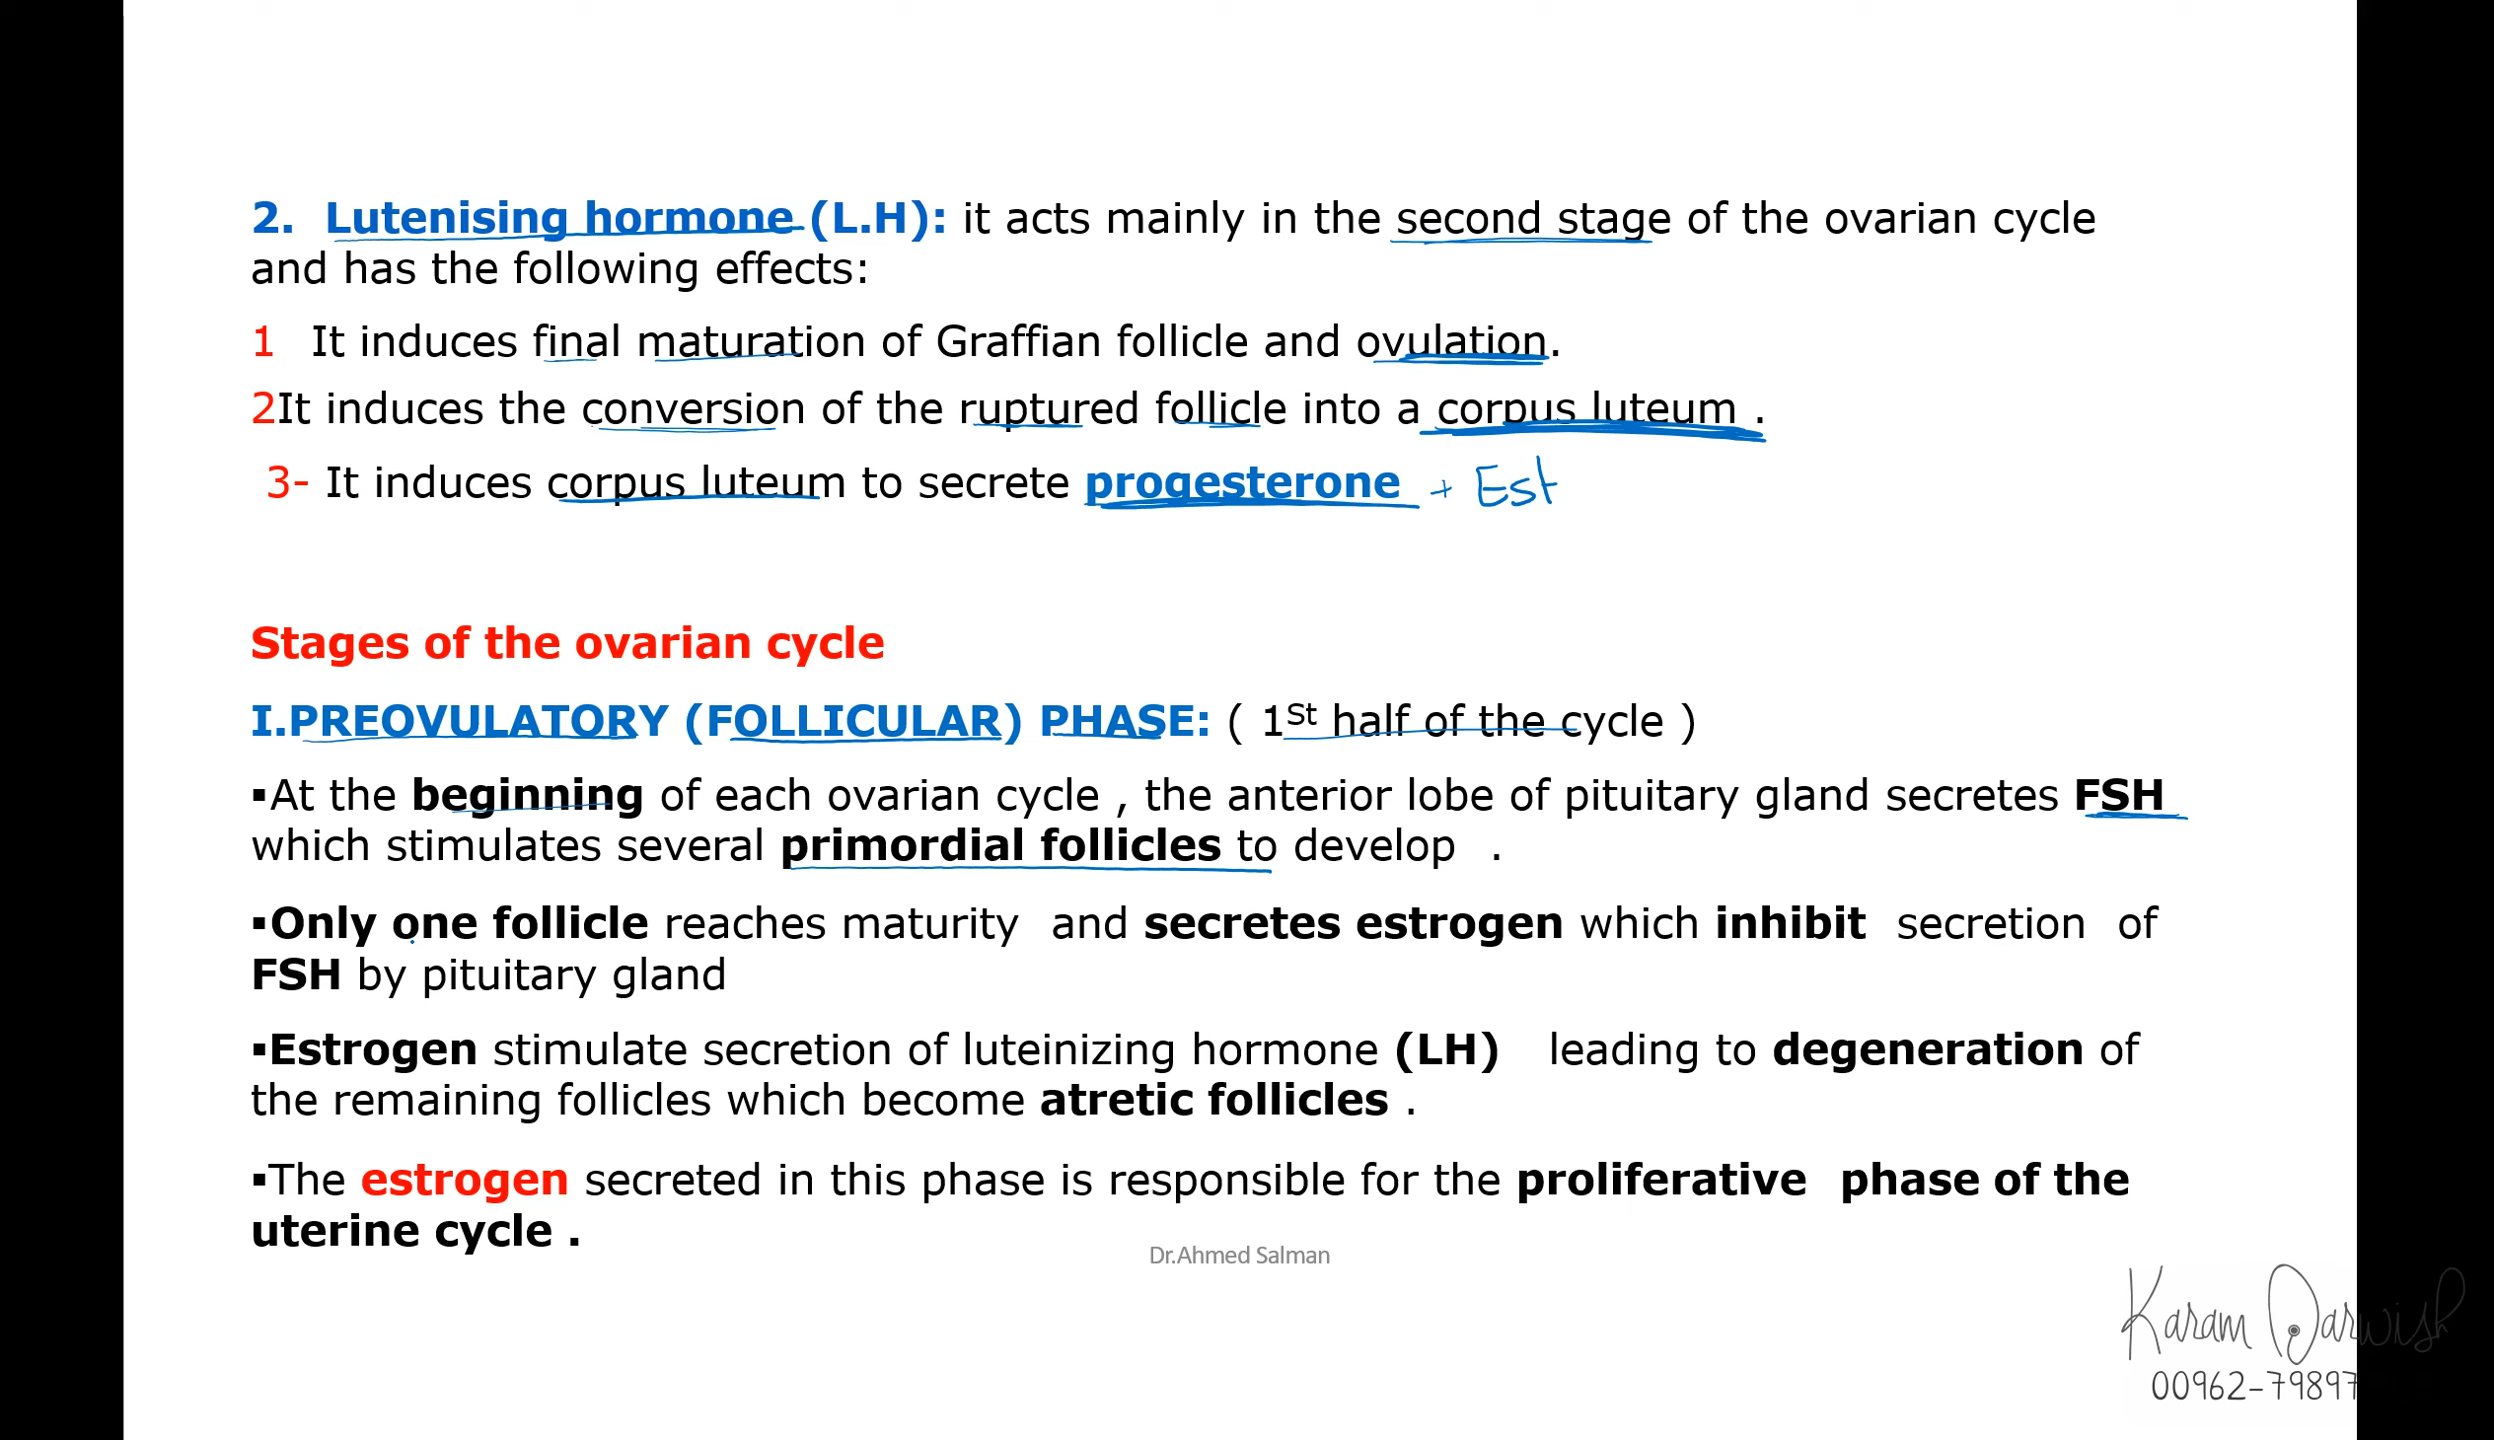 2. Lutenising hormone (L.H): it acts mainly in the second stage of the ovarian cycle
and has the following effects:
1 It induces final maturation of Graffian follicle and ovulation.
2It induces the conversion of the ruptured follicle into a corpus luteum .
3- It induces corpus luteum to secrete progesterone + Est
Stages of the ovarian cycle
I.PREOVULATORY (FOLLICULAR) PHASE: ( 1St half of the cycle )
▪At the beginning of each ovarian cycle , the anterior lobe of pituitary gland secretes FSH
which stimulates several primordial follicles to develop .
▪Only one follicle reaches maturity and secretes estrogen which inhibit secretion of
FSH by pituitary gland
▪Estrogen stimulate secretion of luteinizing hormone (LH) leading to degeneration of
the remaining follicles which become atretic follicles .
▪The estrogen secreted in this phase is responsible for the proliferative phase of the
uterine cycle .
Dr.Ahmed Salman
Karam Darwish
00962-79897